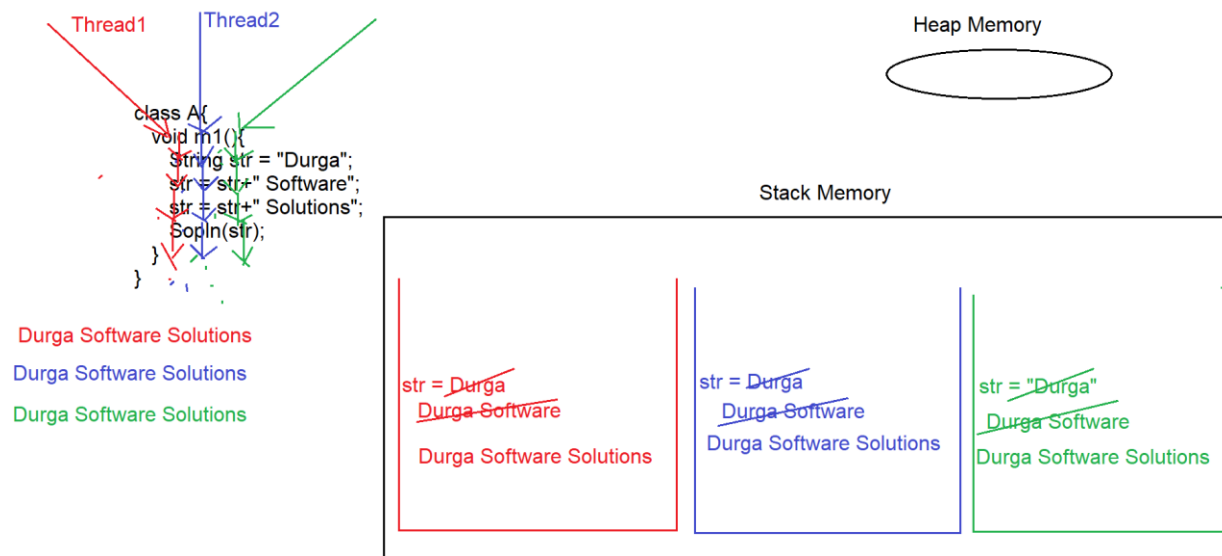 Thread1
Thread2
class A{
void m1(){
String str = "Durga";
str = str+" Software";
str = str+" Solutions";
Sopln(str);
}
}
Durga Software Solutions
Durga Software Solutions
Durga Software Solutions
Heap Memory
Stack Memory
str = Durga
Durga Software
Durga Software Solutions
str = Durga
Durga Software
Durga Software Solutions
str = "Durga"
Durga Software
Durga Software Solutions